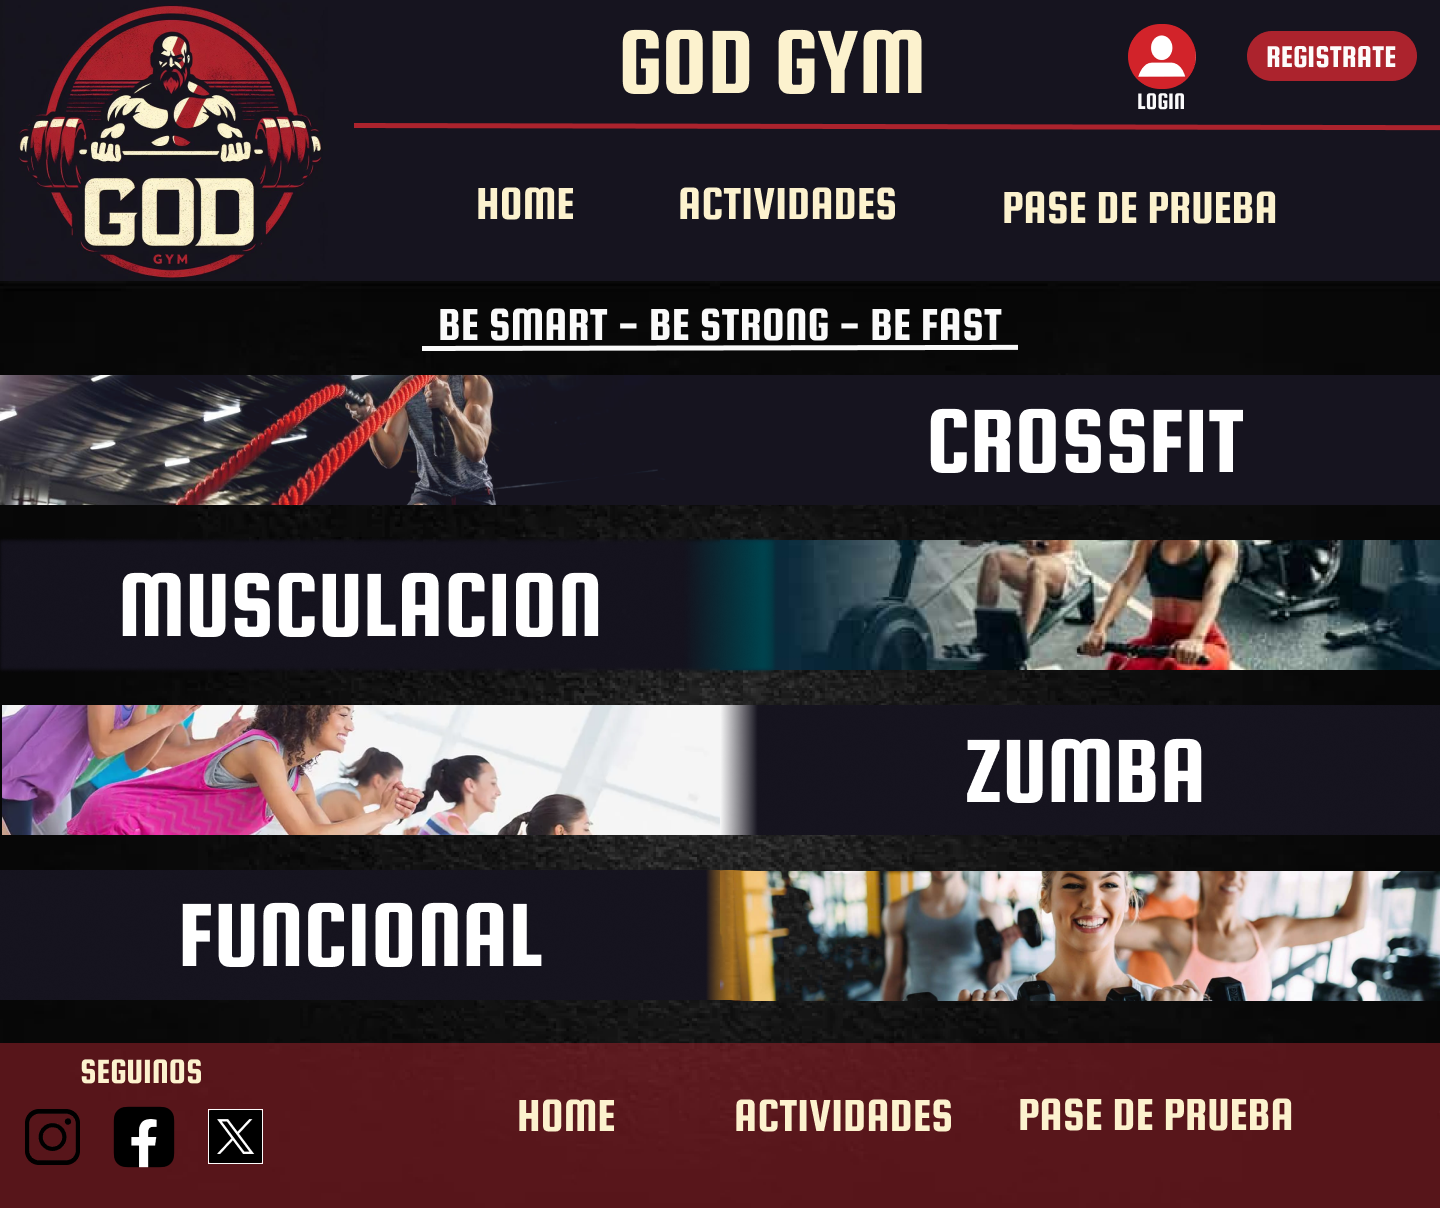 GOD
GYM
GOD GYM
LOGIN
REGISTRATE
HOME
ACTIVIDADES
PASE DE PRUEBA
BE SMART - BE STRONG - BE FAST
CROSSFIT
MUSCULACION
ZUMBA
FUNCIONAL
SEGUINOS
HOME
ACTIVIDADES
PASE DE PRUEBA